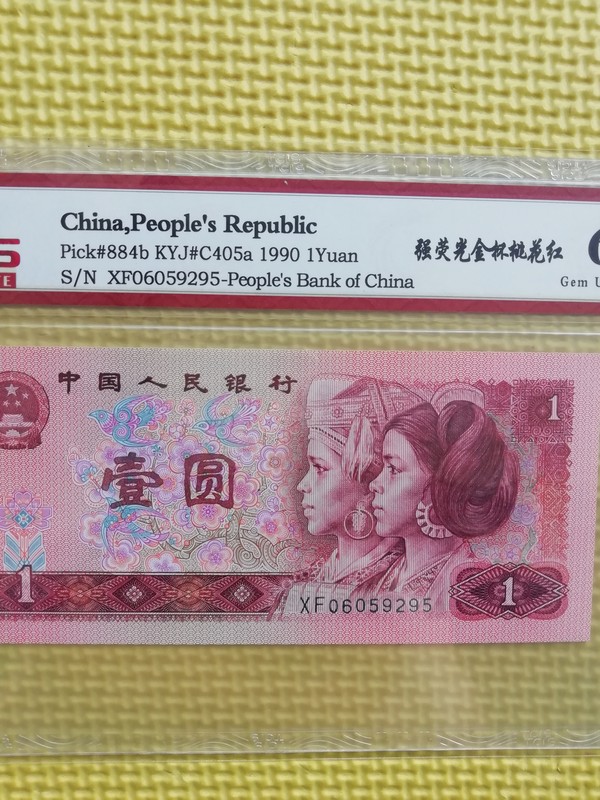 China,People's Republic
Pick#884b KYJ#C405a 1990 1Yuan
S/N XF06059295-People's Bank of China
强荧光金杯桃花红
Gem U
中国人民银行
1
壹圆
1
XF06059295
1